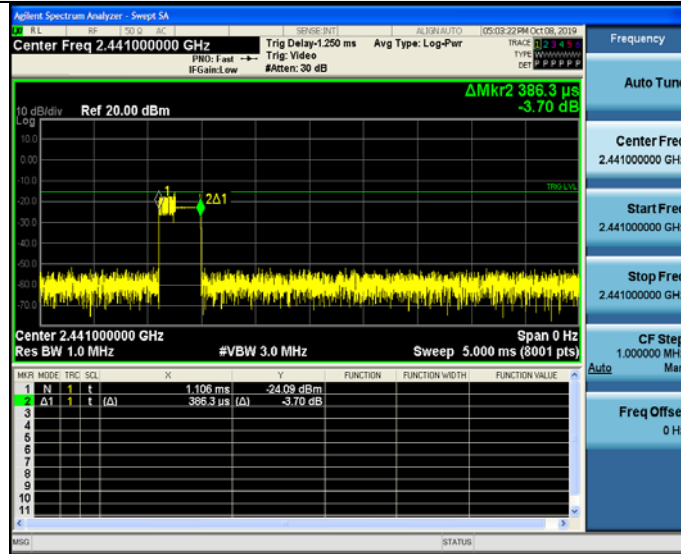 Agilent Spectrum Analyzer - Swept SA
RL RF 50 Ω AC SENSE:INT ALIGN AUTO 05:03:22 PM Oct 08, 2019
Center Freq 2.441000000 GHz
PNO: Fast
IFGain:Low
Trig Delay-1.250 ms
Trig: Video
#Atten: 30 dB
Avg Type: Log-Pwr
TRACE 1 2 3 4 5 6
TYPE WWWWWW
DET P P P P P P
Frequency
Auto Tune
Center Freq
2.441000000 GHz
Start Freq
2.441000000 GHz
Stop Freq
2.441000000 GHz
CF Step
1.000000 MHz
Auto Man
Freq Offset
0 Hz
ΔMkr2 386.3 µs
-3.70 dB
10 dB/div Ref 20.00 dBm
Log
10.0
0.00
-10.0
TRIG LVL
1
2Δ1
-20.0
-30.0
-40.0
-50.0
-60.0
-70.0
Center 2.441000000 GHz Span 0 Hz
Res BW 1.0 MHz #VBW 3.0 MHz Sweep 5.000 ms (8001 pts)
MKR MODE TRC SCL X Y FUNCTION FUNCTION WIDTH FUNCTION VALUE
1 N 1 t 1.106 ms -24.09 dBm
2 Δ1 1 t (Δ) 386.3 µs (Δ) -3.70 dB
3
4
5
6
7
8
9
10
11
MSG STATUS